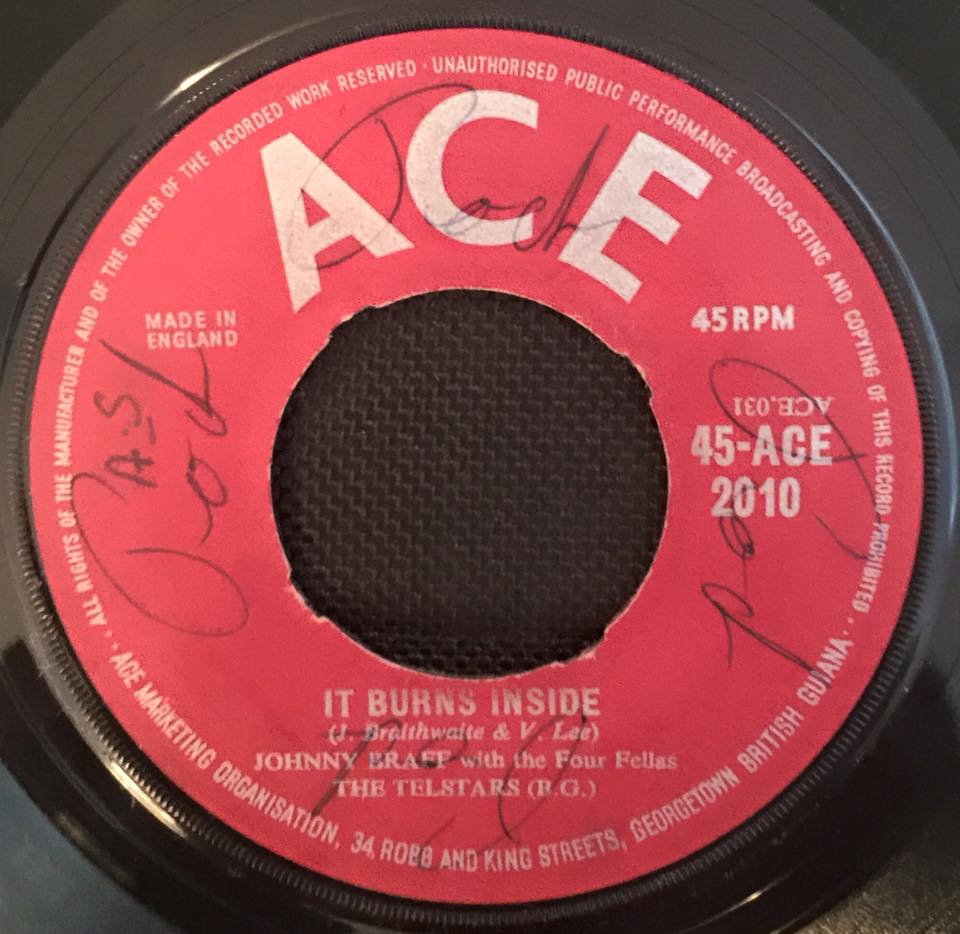 ALL RIGHTS OF THE MANUFACTURER AND OF THE OWNER OF THE RECORDED WORK RESERVED · UNAUTHORISED PUBLIC PERFORMANCE BROADCASTING AND COPYING OF THIS RECORD PROHIBITED
ACE
MADE IN
ENGLAND
45 RPM
ACE.031
45-ACE
2010
A.S
IT BURNS INSIDE
(J. Braithwaite & V. Lee)
JOHNNY BRAFF with the Four Fellas
THE TELSTARS (B.G.)
ACE MARKETING ORGANISATION, 34, ROBB AND KING STREETS, GEORGETOWN BRITISH GUIANA